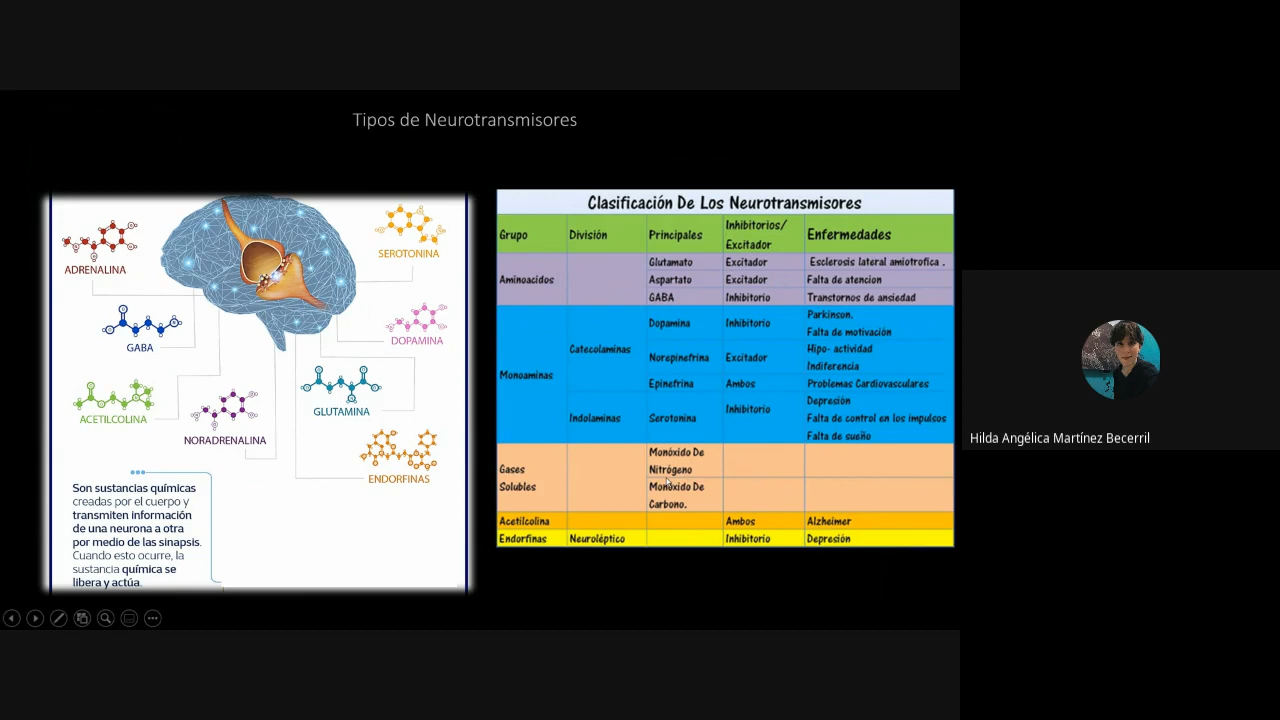 Tipos de Neurotransmisores
ADRENALINA
SEROTONINA
GABA
DOPAMINA
ACETILCOLINA
GLUTAMINA
NORADRENALINA
ENDORFINAS
Son sustancias químicas
creadas por el cuerpo y
transmiten información
de una neurona a otra
por medio de las sinapsis.
Cuando esto ocurre, la
sustancia química se
libera y actúa.
Clasificación De Los Neurotransmisores
Grupo División Principales Inhibitorios/ Excitador Enfermedades
Aminoacidos
Glutamato Excitador Esclerosis lateral amiotrofica .
Aspartato Excitador Falta de atencion
GABA Inhibitorio Transtornos de ansiedad
Monoaminas
Catecolaminas
Dopamina Inhibitorio Parkinson.
Falta de motivación
Norepinefrina Excitador Hipo- actividad
Indiferencia
Epinefrina Ambos Problemas Cardiovasculares
Indolaminas Serotonina Inhibitorio Depresión
Falta de control en los impulsos
Falta de sueño
Gases
Solubles
Monóxido De
Nitrógeno
Monóxido De
Carbono.
Acetilcolina Ambos Alzheimer
Endorfinas Neuroléptico Inhibitorio Depresión
Hilda Angélica Martínez Becerril